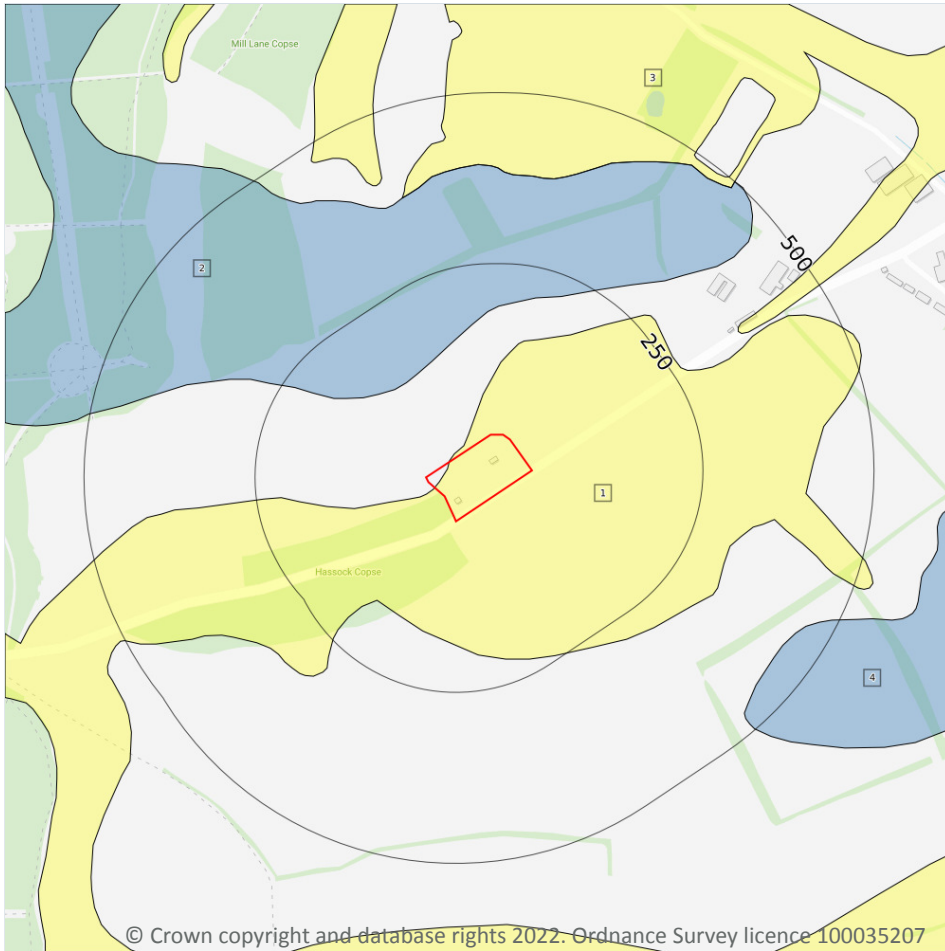 Mill Lane Copse
3
2
500
250
1
Hassock Copse
4
© Crown copyright and database rights 2022. Ordnance Survey licence 100035207